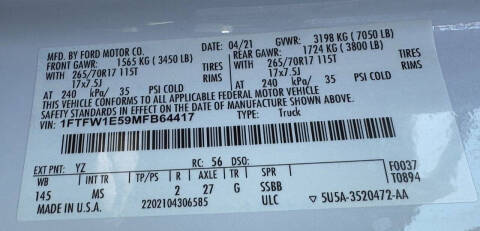 MFD. BY FORD MOTOR CO.
DATE: 04/21 GVWR: 3198 KG (7050 LB)
FRONT GAWR: 1565 KG (3450 LB) REAR GAWR: 1724 KG (3800 LB)
WITH 265/70R17 115T TIRES WITH 265/70R17 115T TIRES
17x7.5J RIMS 17x7.5J RIMS
AT 240 kPa/ 35 PSI COLD AT 240 kPa/ 35 PSI COLD
THIS VEHICLE CONFORMS TO ALL APPLICABLE FEDERAL MOTOR VEHICLE
SAFETY STANDARDS IN EFFECT ON THE DATE OF MANUFACTURE SHOWN ABOVE.
VIN: 1FTFW1E59MFB64417 TYPE: Truck
EXT PNT: YZ RC: 56 DSO: F0037
WB INT TR TP/PS R AXLE TR SPR T0894
145 MS 2 27 G SSBB
MADE IN U.S.A. 2202104306585 ULC 5U5A-3520472-AA